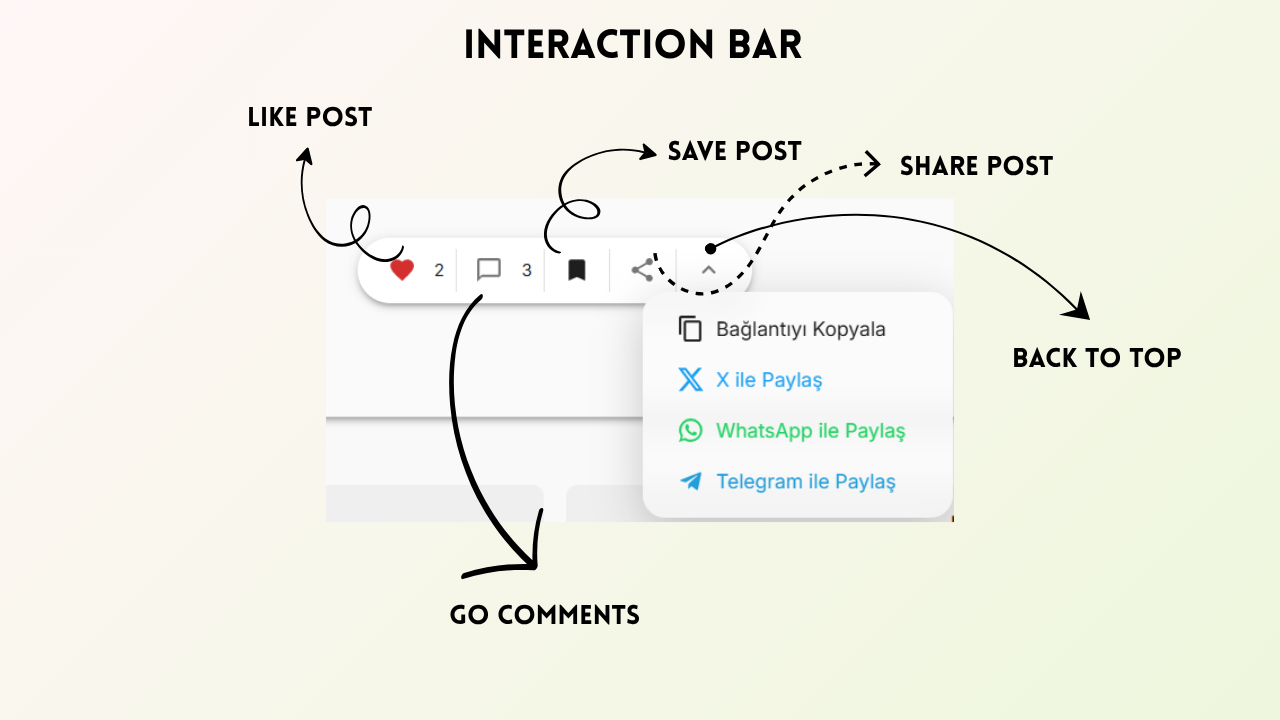 INTERACTION BAR
LIKE POST
SAVE POST
SHARE POST
2
3
Bağlantıyı Kopyala
BACK TO TOP
X ile Paylaş
WhatsApp ile Paylaş
Telegram ile Paylaş
GO COMMENTS